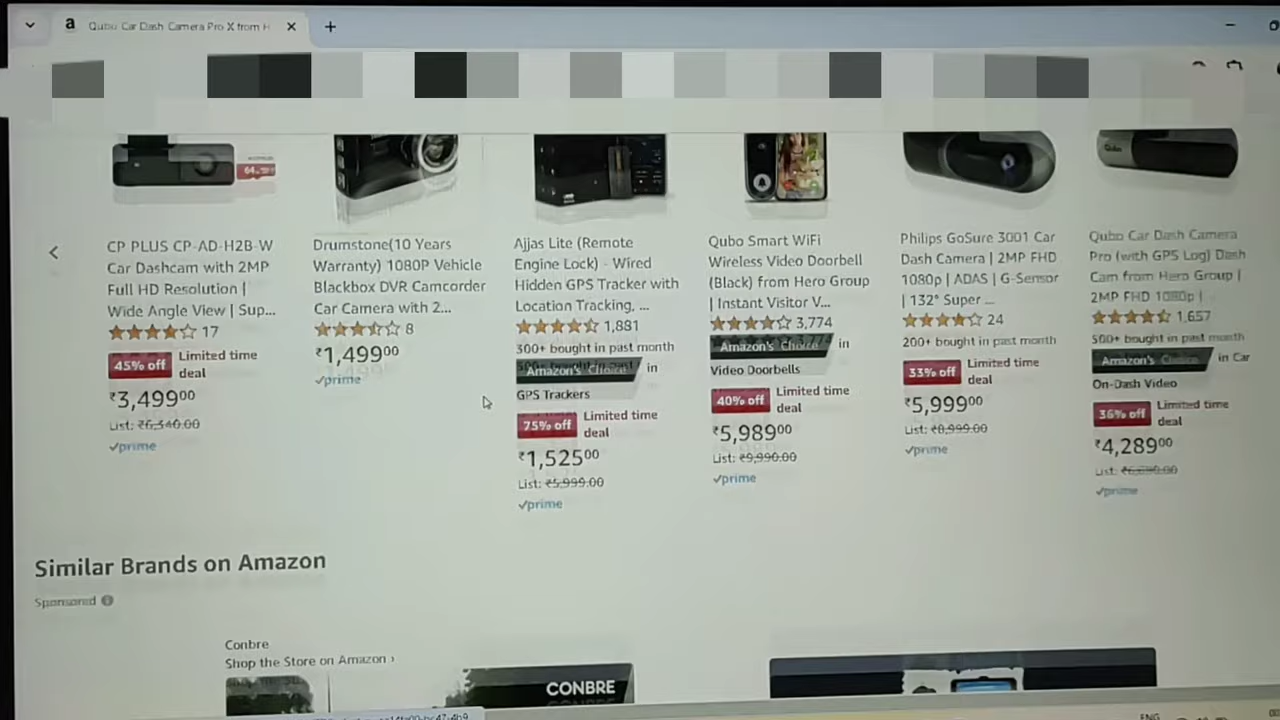 Qubo Car Dash Camera Pro X from H
CP PLUS CP-AD-H2B-W
Car Dashcam with 2MP
Full HD Resolution |
Wide Angle View | Sup...
17
45% off Limited time
deal
₹3,499.00
List: ₹6,340.00
prime
Drumstone(10 Years
Warranty) 1080P Vehicle
Blackbox DVR Camcorder
Car Camera with 2...
8
₹1,499.00
prime
Ajjas Lite (Remote
Engine Lock) - Wired
Hidden GPS Tracker with
Location Tracking, ...
1,881
300+ bought in past month
Amazon's Choice in
GPS Trackers
75% off Limited time
deal
₹1,525.00
List: ₹5,999.00
prime
Qubo Smart WiFi
Wireless Video Doorbell
(Black) from Hero Group
| Instant Visitor V...
3,774
Amazon's Choice in
Video Doorbells
40% off Limited time
deal
₹5,989.00
List: ₹9,990.00
prime
Philips GoSure 3001 Car
Dash Camera | 2MP FHD
1080p | ADAS | G-Sensor
| 132° Super ...
24
200+ bought in past month
33% off Limited time
deal
₹5,999.00
List: ₹8,999.00
prime
Qubo Car Dash Camera
Pro (with GPS Log) Dash
Cam from Hero Group |
2MP FHD 1080p |
1,657
500+ bought in past month
Amazon's Choice in Car
On-Dash Video
36% off Limited time
deal
₹4,289.00
List:
prime
Similar Brands on Amazon
Sponsored
Conbre
Shop the Store on Amazon ›
CONBRE
ENG